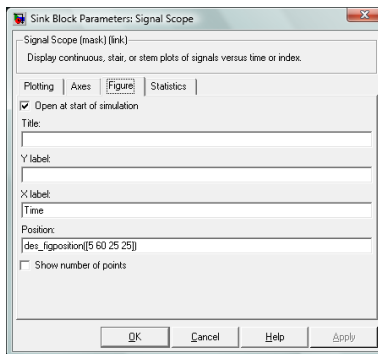 Sink Block Parameters: Signal Scope
Signal Scope (mask) (link)
Display continuous, stair, or stem plots of signals versus time or index.
Plotting Axes Figure Statistics
Open at start of simulation
Title:
Y label:
X label:
Time
Position:
des_figposition([5 60 25 25])
Show number of points
OK Cancel Help Apply